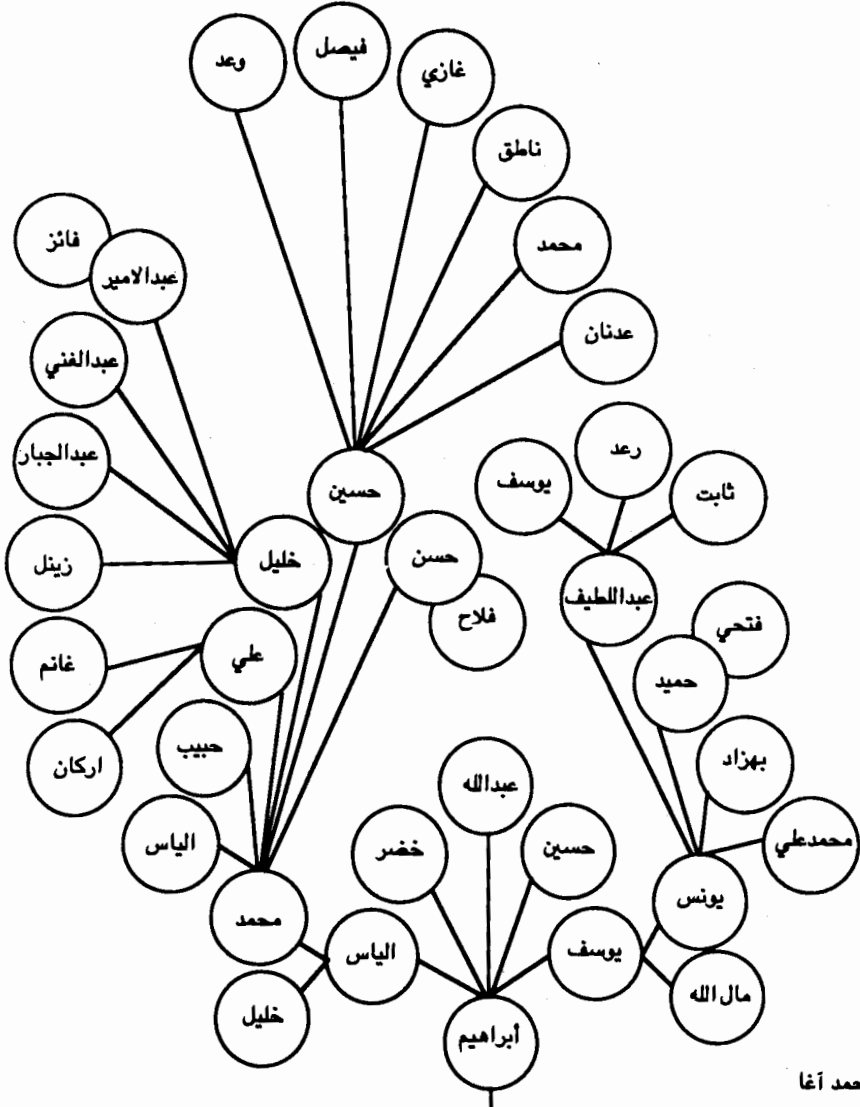 وعد
فيصل
غازي
ناطق
محمد
عدنان
فائز
عبدالامير
عبدالغني
عبدالجبار
زينل
خليل
حسين
حسن
فلاح
علي
غانم
اركان
حبيب
الياس
محمد
خليل
الياس
خضر
عبدالله
حسين
يوسف
أبراهيم
يوسف
رعد
ثابت
عبداللطيف
فتحي
حميد
بهزاد
محمدعلي
يونس
مال الله
حمد آغا